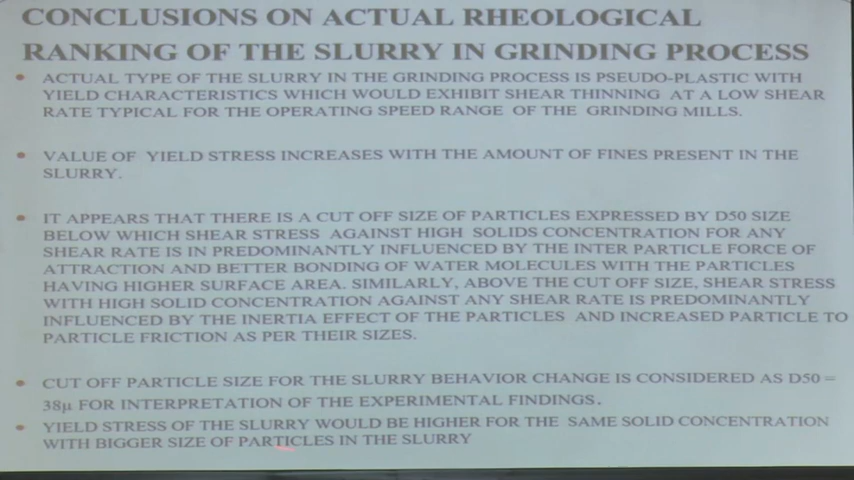 CONCLUSIONS ON ACTUAL RHEOLOGICAL
RANKING OF THE SLURRY IN GRINDING PROCESS
• ACTUAL TYPE OF THE SLURRY IN THE GRINDING PROCESS IS PSEUDO-PLASTIC WITH
YIELD CHARACTERISTICS WHICH WOULD EXHIBIT SHEAR THINNING AT A LOW SHEAR
RATE TYPICAL FOR THE OPERATING SPEED RANGE OF THE GRINDING MILLS.
• VALUE OF YIELD STRESS INCREASES WITH THE AMOUNT OF FINES PRESENT IN THE
SLURRY.
• IT APPEARS THAT THERE IS A CUT OFF SIZE OF PARTICLES EXPRESSED BY D50 SIZE
BELOW WHICH SHEAR STRESS AGAINST HIGH SOLIDS CONCENTRATION FOR ANY
SHEAR RATE IS IN PREDOMINANTLY INFLUENCED BY THE INTER PARTICLE FORCE OF
ATTRACTION AND BETTER BONDING OF WATER MOLECULES WITH THE PARTICLES
HAVING HIGHER SURFACE AREA. SIMILARLY, ABOVE THE CUT OFF SIZE, SHEAR STRESS
WITH HIGH SOLID CONCENTRATION AGAINST ANY SHEAR RATE IS PREDOMINANTLY
INFLUENCED BY THE INERTIA EFFECT OF THE PARTICLES AND INCREASED PARTICLE TO
PARTICLE FRICTION AS PER THEIR SIZES.
• CUT OFF PARTICLE SIZE FOR THE SLURRY BEHAVIOR CHANGE IS CONSIDERED AS D50 =
38µ FOR INTERPRETATION OF THE EXPERIMENTAL FINDINGS.
• YIELD STRESS OF THE SLURRY WOULD BE HIGHER FOR THE SAME SOLID CONCENTRATION
WITH BIGGER SIZE OF PARTICLES IN THE SLURRY